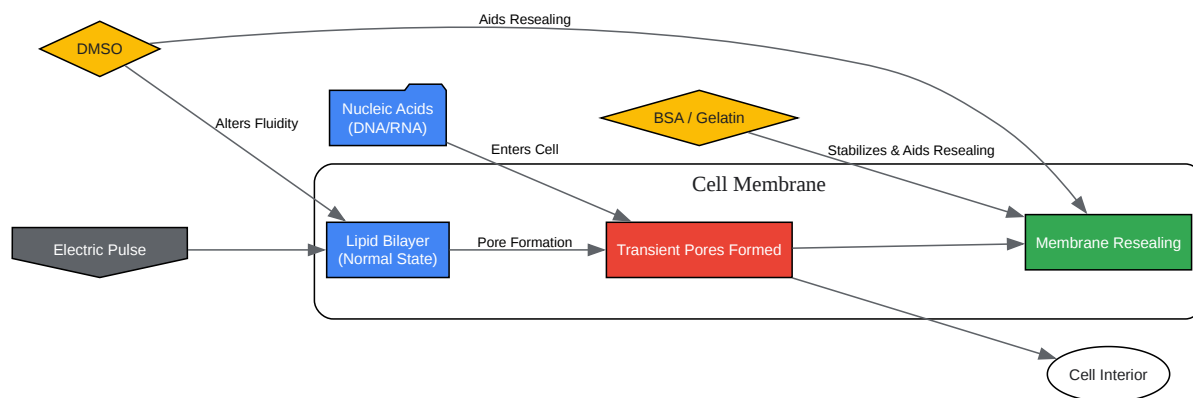 Aids Resealing
DMSO
Nucleic Acids
(DNA/RNA)
BSA / Gelatin
Alters Fluidity
Enters Cell
Stabilizes & Aids Resealing
Cell Membrane
Electric Pulse
Lipid Bilayer
(Normal State)
Pore Formation
Transient Pores Formed
Membrane Resealing
Cell Interior